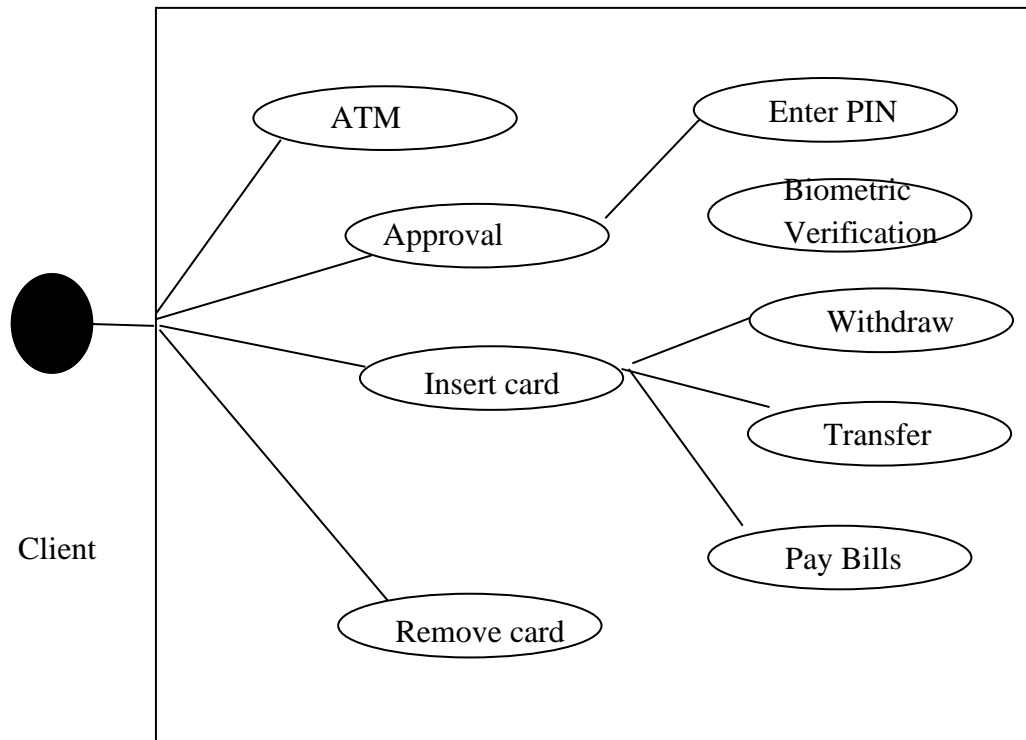 ATM
Enter PIN
Biometric
Verification
Approval
Withdraw
Insert card
Transfer
Client
Pay Bills
Remove card